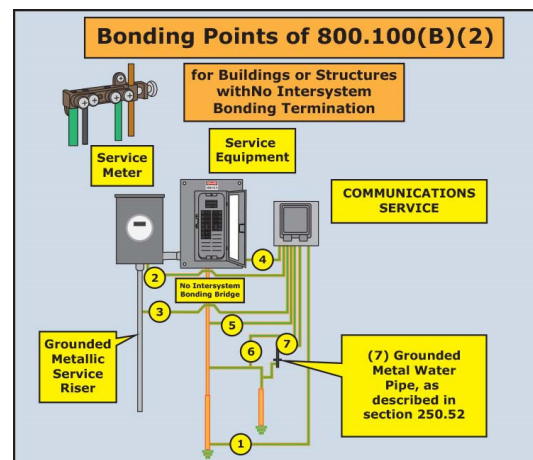 Bonding Points of 800.100(B)(2)
for Buildings or Structures
withNo Intersystem
Bonding Termination
Service
Meter
Service
Equipment
COMMUNICATIONS
SERVICE
2
4
No Intersystem
Bonding Bridge
3
5
6
7
Grounded
Metallic
Service
Riser
(7) Grounded
Metal Water
Pipe, as
described in
section 250.52
1